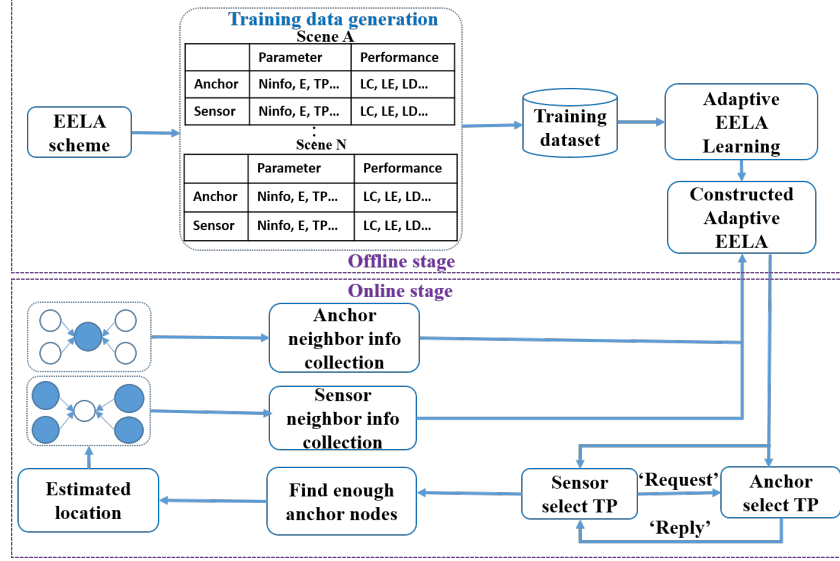 Training data generation
Scene A
Parameter Performance
Anchor Ninfo, E, TP... LC, LE, LD...
Sensor Ninfo, E, TP... LC, LE, LD...
:
Scene N
Parameter Performance
Anchor Ninfo, E, TP... LC, LE, LD...
Sensor Ninfo, E, TP... LC, LE, LD...
EELA
scheme
Training
dataset
Adaptive
EELA
Learning
Constructed
Adaptive
EELA
Offline stage
Online stage
Anchor
neighbor info
collection
Sensor
neighbor info
collection
Estimated
location
Find enough
anchor nodes
Sensor
select TP
'Request'
Anchor
select TP
'Reply'